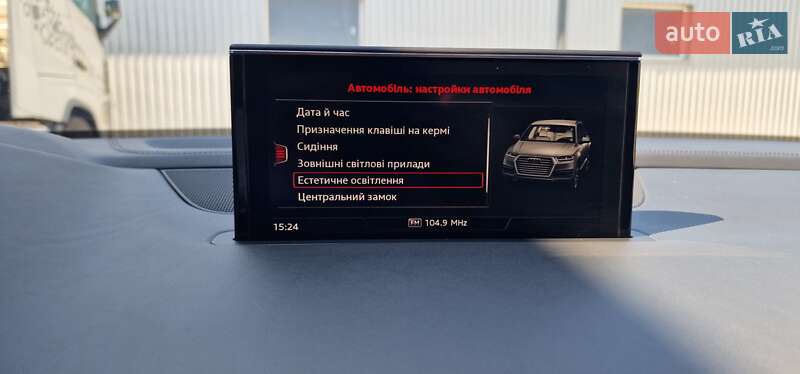 auto RIA.com
Автомобіль: настройки автомобіля
Дата й час
Призначення клавіші на кермі
Сидіння
Зовнішні світлові прилади
Естетичне освітлення
Центральний замок
15:24
FM 104.9 MHz